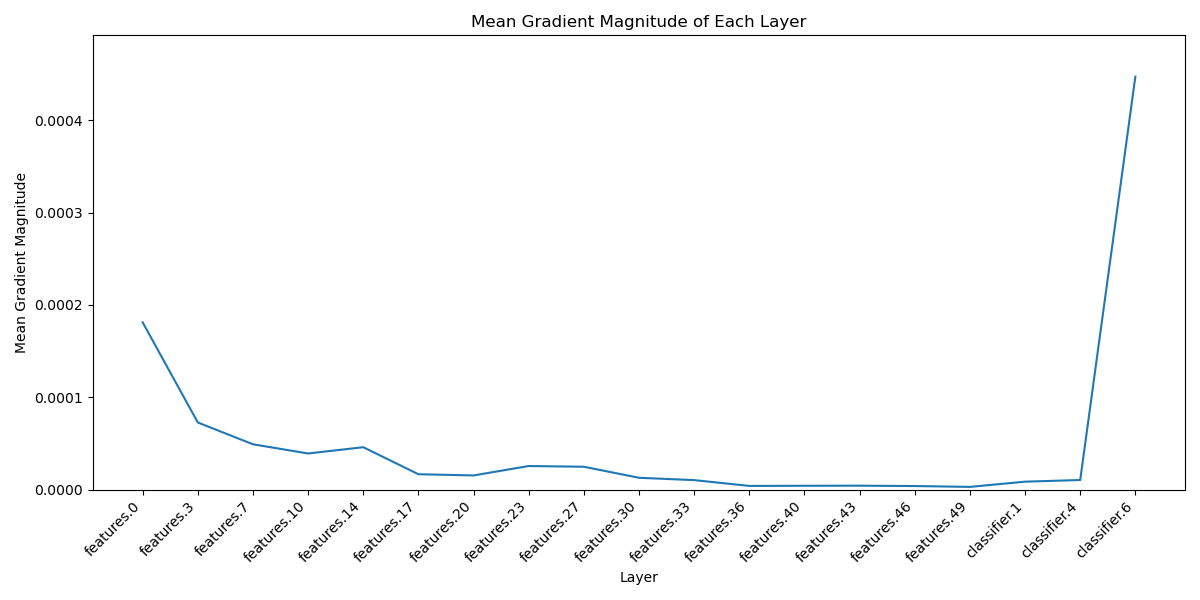 Mean Gradient Magnitude of Each Layer
Mean Gradient Magnitude
0.0004
0.0003
0.0002
0.0001
0.0000
features.0
features.3
features.7
features.10
features.14
features.17
features.20
features.23
features.27
features.30
features.33
features.36
features.40
features.43
features.46
features.49
classifier.1
classifier.4
classifier.6
Layer